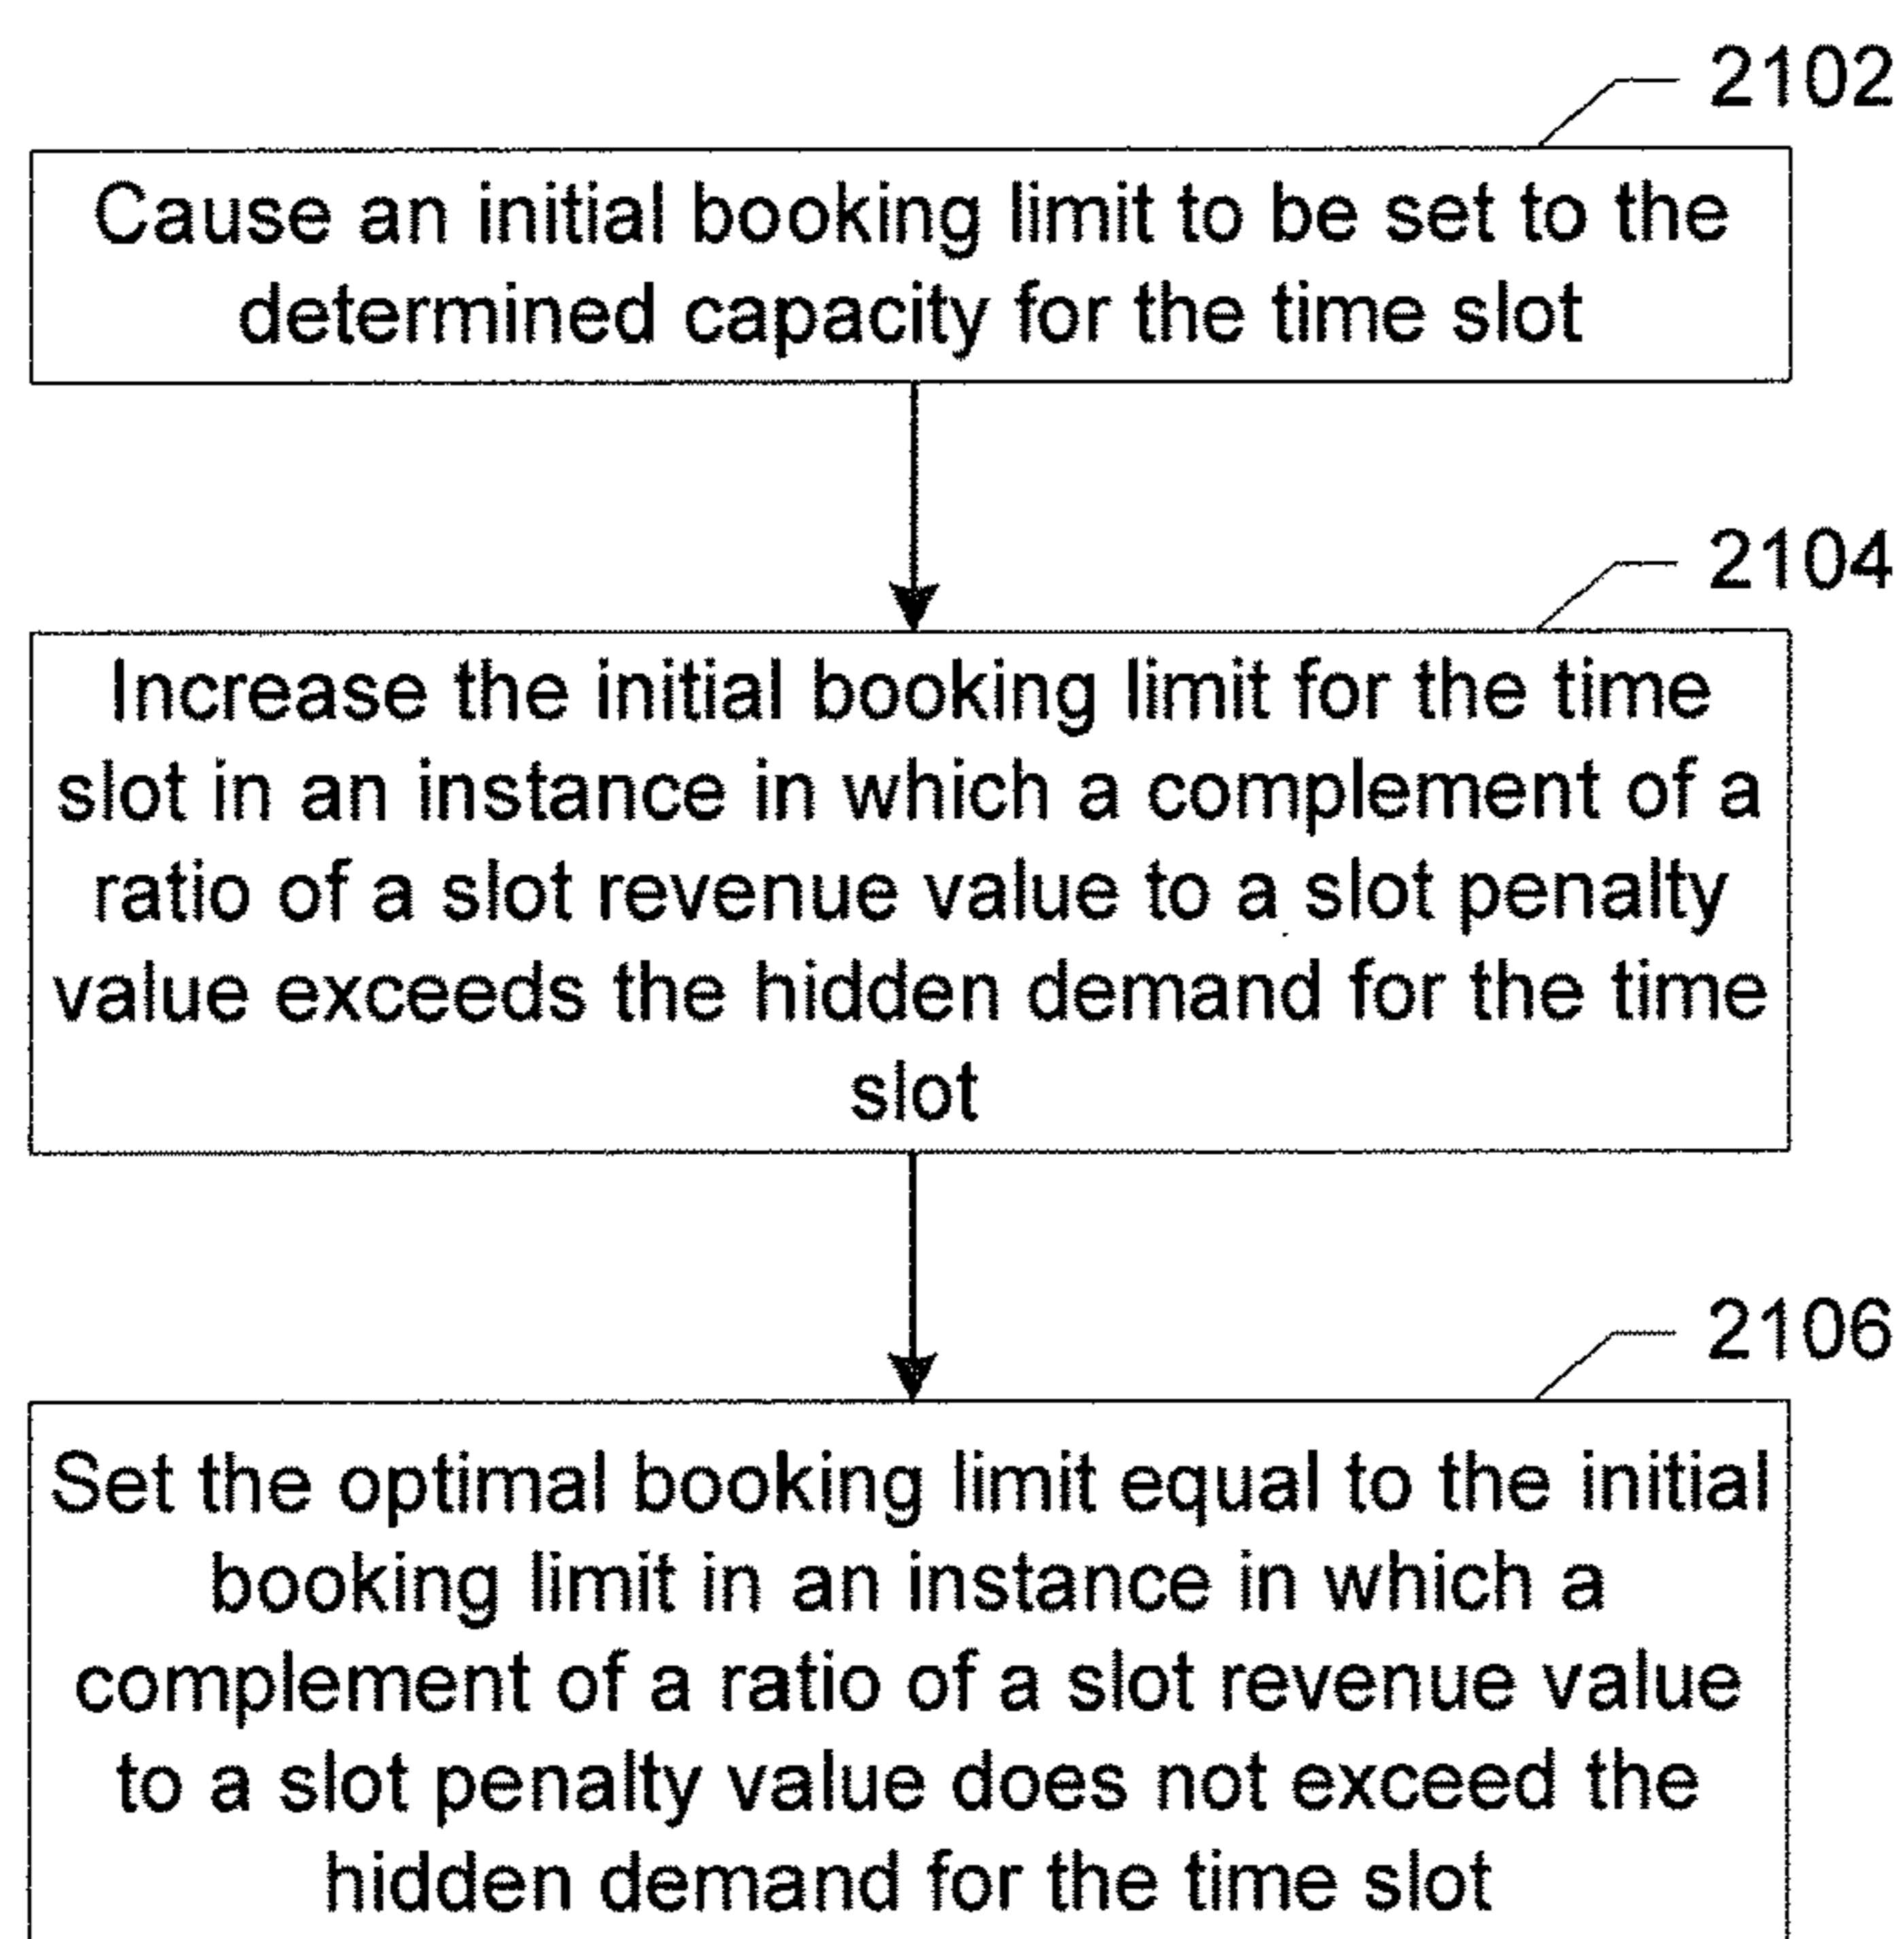 2102
Cause an initial booking limit to be set to the
determined capacity for the time slot
2104
Increase the initial booking limit for the time
slot in an instance in which a complement of a
ratio of a slot revenue value to a slot penalty
value exceeds the hidden demand for the time
slot
2106
Set the optimal booking limit equal to the initial
booking limit in an instance in which a
complement of a ratio of a slot revenue value
to a slot penalty value does not exceed the
hidden demand for the time slot